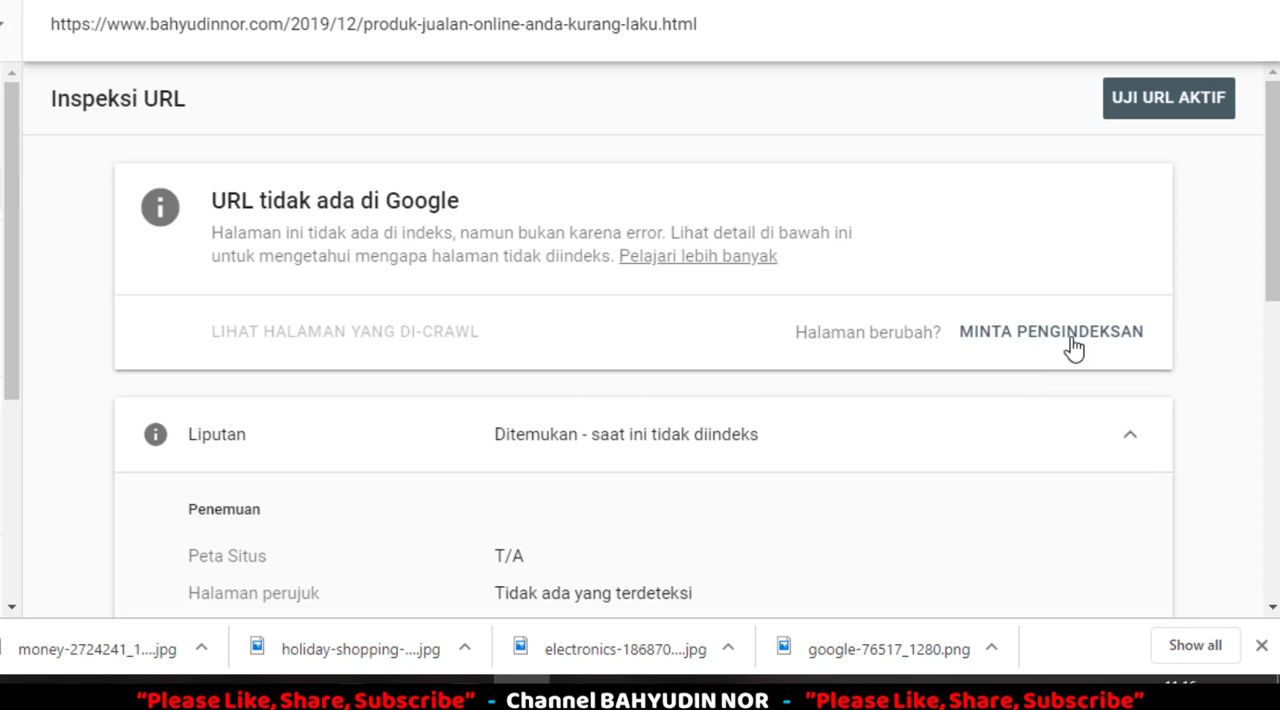 https://www.bahyudinnor.com/2019/12/produk-jualan-online-anda-kurang-laku.html
Inspeksi URL
UJI URL AKTIF
URL tidak ada di Google
Halaman ini tidak ada di indeks, namun bukan karena error. Lihat detail di bawah ini
untuk mengetahui mengapa halaman tidak diindeks. Pelajari lebih banyak
LIHAT HALAMAN YANG DI-CRAWL
Halaman berubah? MINTA PENGINDEKSAN
Liputan
Ditemukan - saat ini tidak diindeks
Penemuan
Peta Situs
T/A
Halaman perujuk
Tidak ada yang terdeteksi
money-2724241_1....jpg
holiday-shopping-....jpg
electronics-186870....jpg
google-76517_1280.png
Show all
"Please Like, Share, Subscribe" - Channel BAHYUDIN NOR - "Please Like, Share, Subscribe"